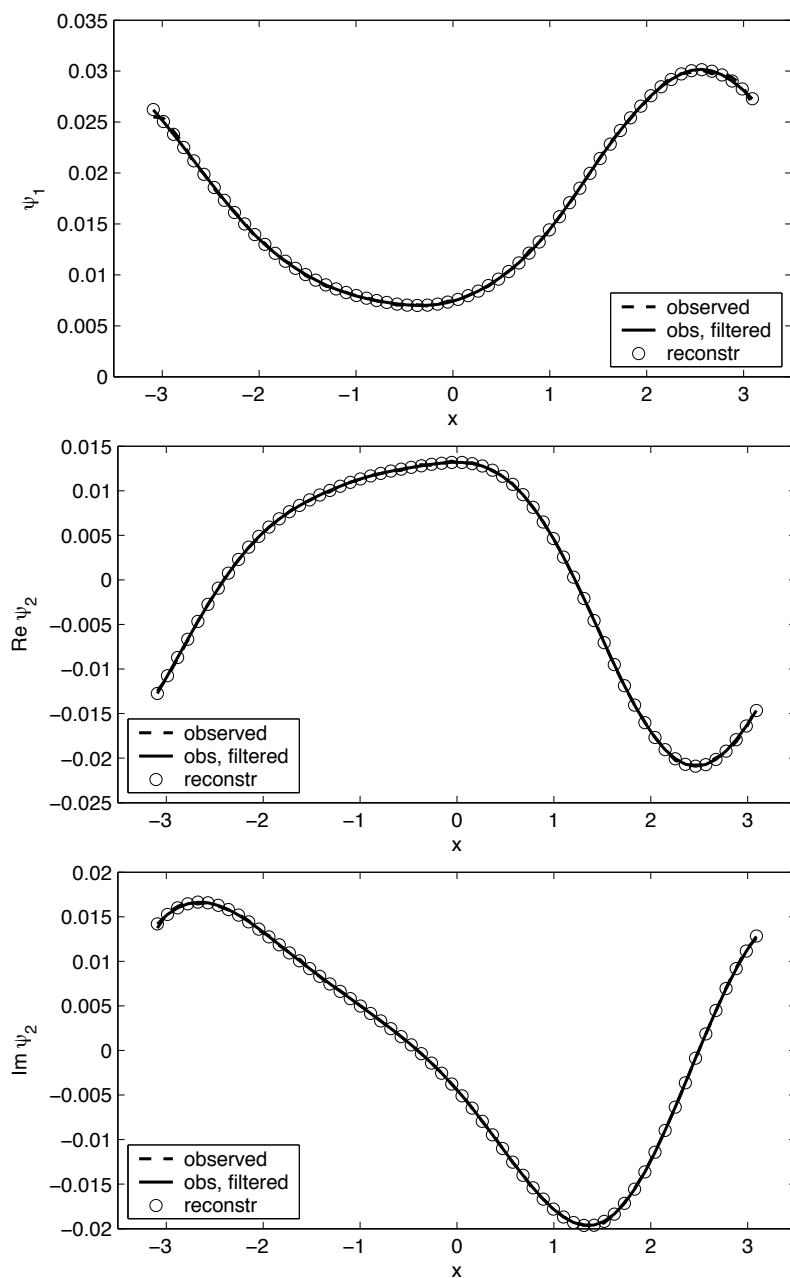 0.035
0.03
0.025
0.02
0.015
0.01
0.005
0
ψ_1
−3 −2 −1 0 1 2 3
x
observed
obs, filtered
reconstr
0.015
0.01
0.005
0
−0.005
−0.01
−0.015
−0.02
−0.025
Re ψ_2
−3 −2 −1 0 1 2 3
x
observed
obs, filtered
reconstr
0.02
0.015
0.01
0.005
0
−0.005
−0.01
−0.015
−0.02
Im ψ_2
−3 −2 −1 0 1 2 3
x
observed
obs, filtered
reconstr